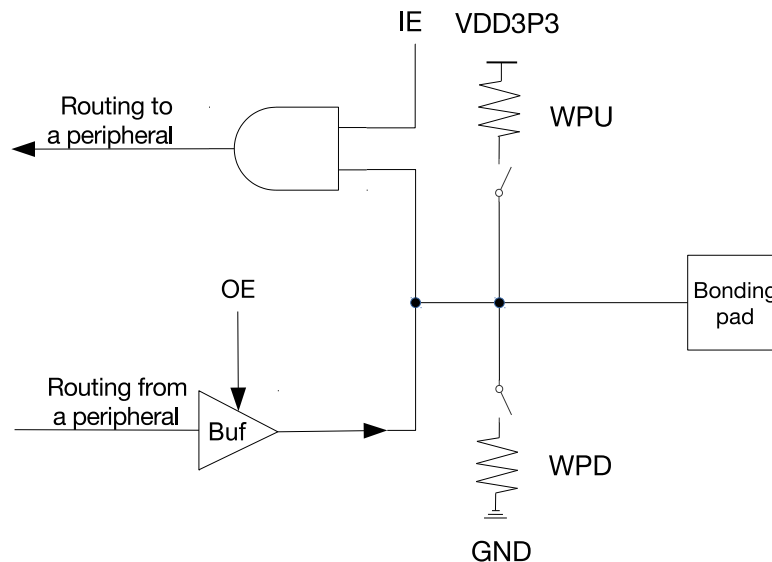 IE
VDD3P3
Routing to
a peripheral
WPU
OE
Bonding
pad
Routing from
a peripheral
Buf
WPD
GND